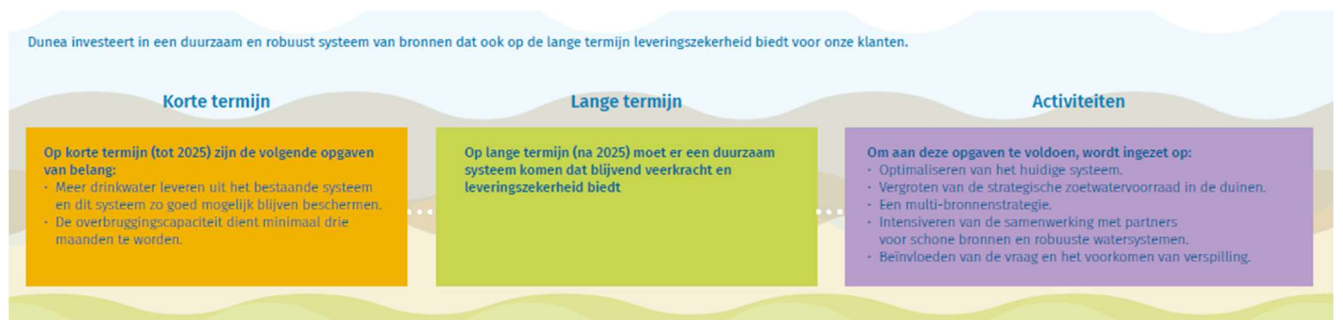 Dunea investeert in een duurzaam en robuust systeem van bronnen dat ook op de lange termijn leveringszekerheid biedt voor onze klanten.
Korte termijn
Op korte termijn (tot 2025) zijn de volgende opgaven
van belang:
· Meer drinkwater leveren uit het bestaande systeem
en dit systeem zo goed mogelijk blijven beschermen.
· De overbruggingscapaciteit dient minimaal drie
maanden te worden.
Lange termijn
Op lange termijn (na 2025) moet er een duurzaam
systeem komen dat blijvend veerkracht en
leveringszekerheid biedt
Activiteiten
Om aan deze opgaven te voldoen, wordt ingezet op:
· Optimaliseren van het huidige systeem.
· Vergroten van de strategische zoetwatervoorraad in de duinen.
· Een multi-bronnenstrategie.
· Intensiveren van de samenwerking met partners
voor schone bronnen en robuuste watersystemen.
· Beïnvloeden van de vraag en het voorkomen van verspilling.